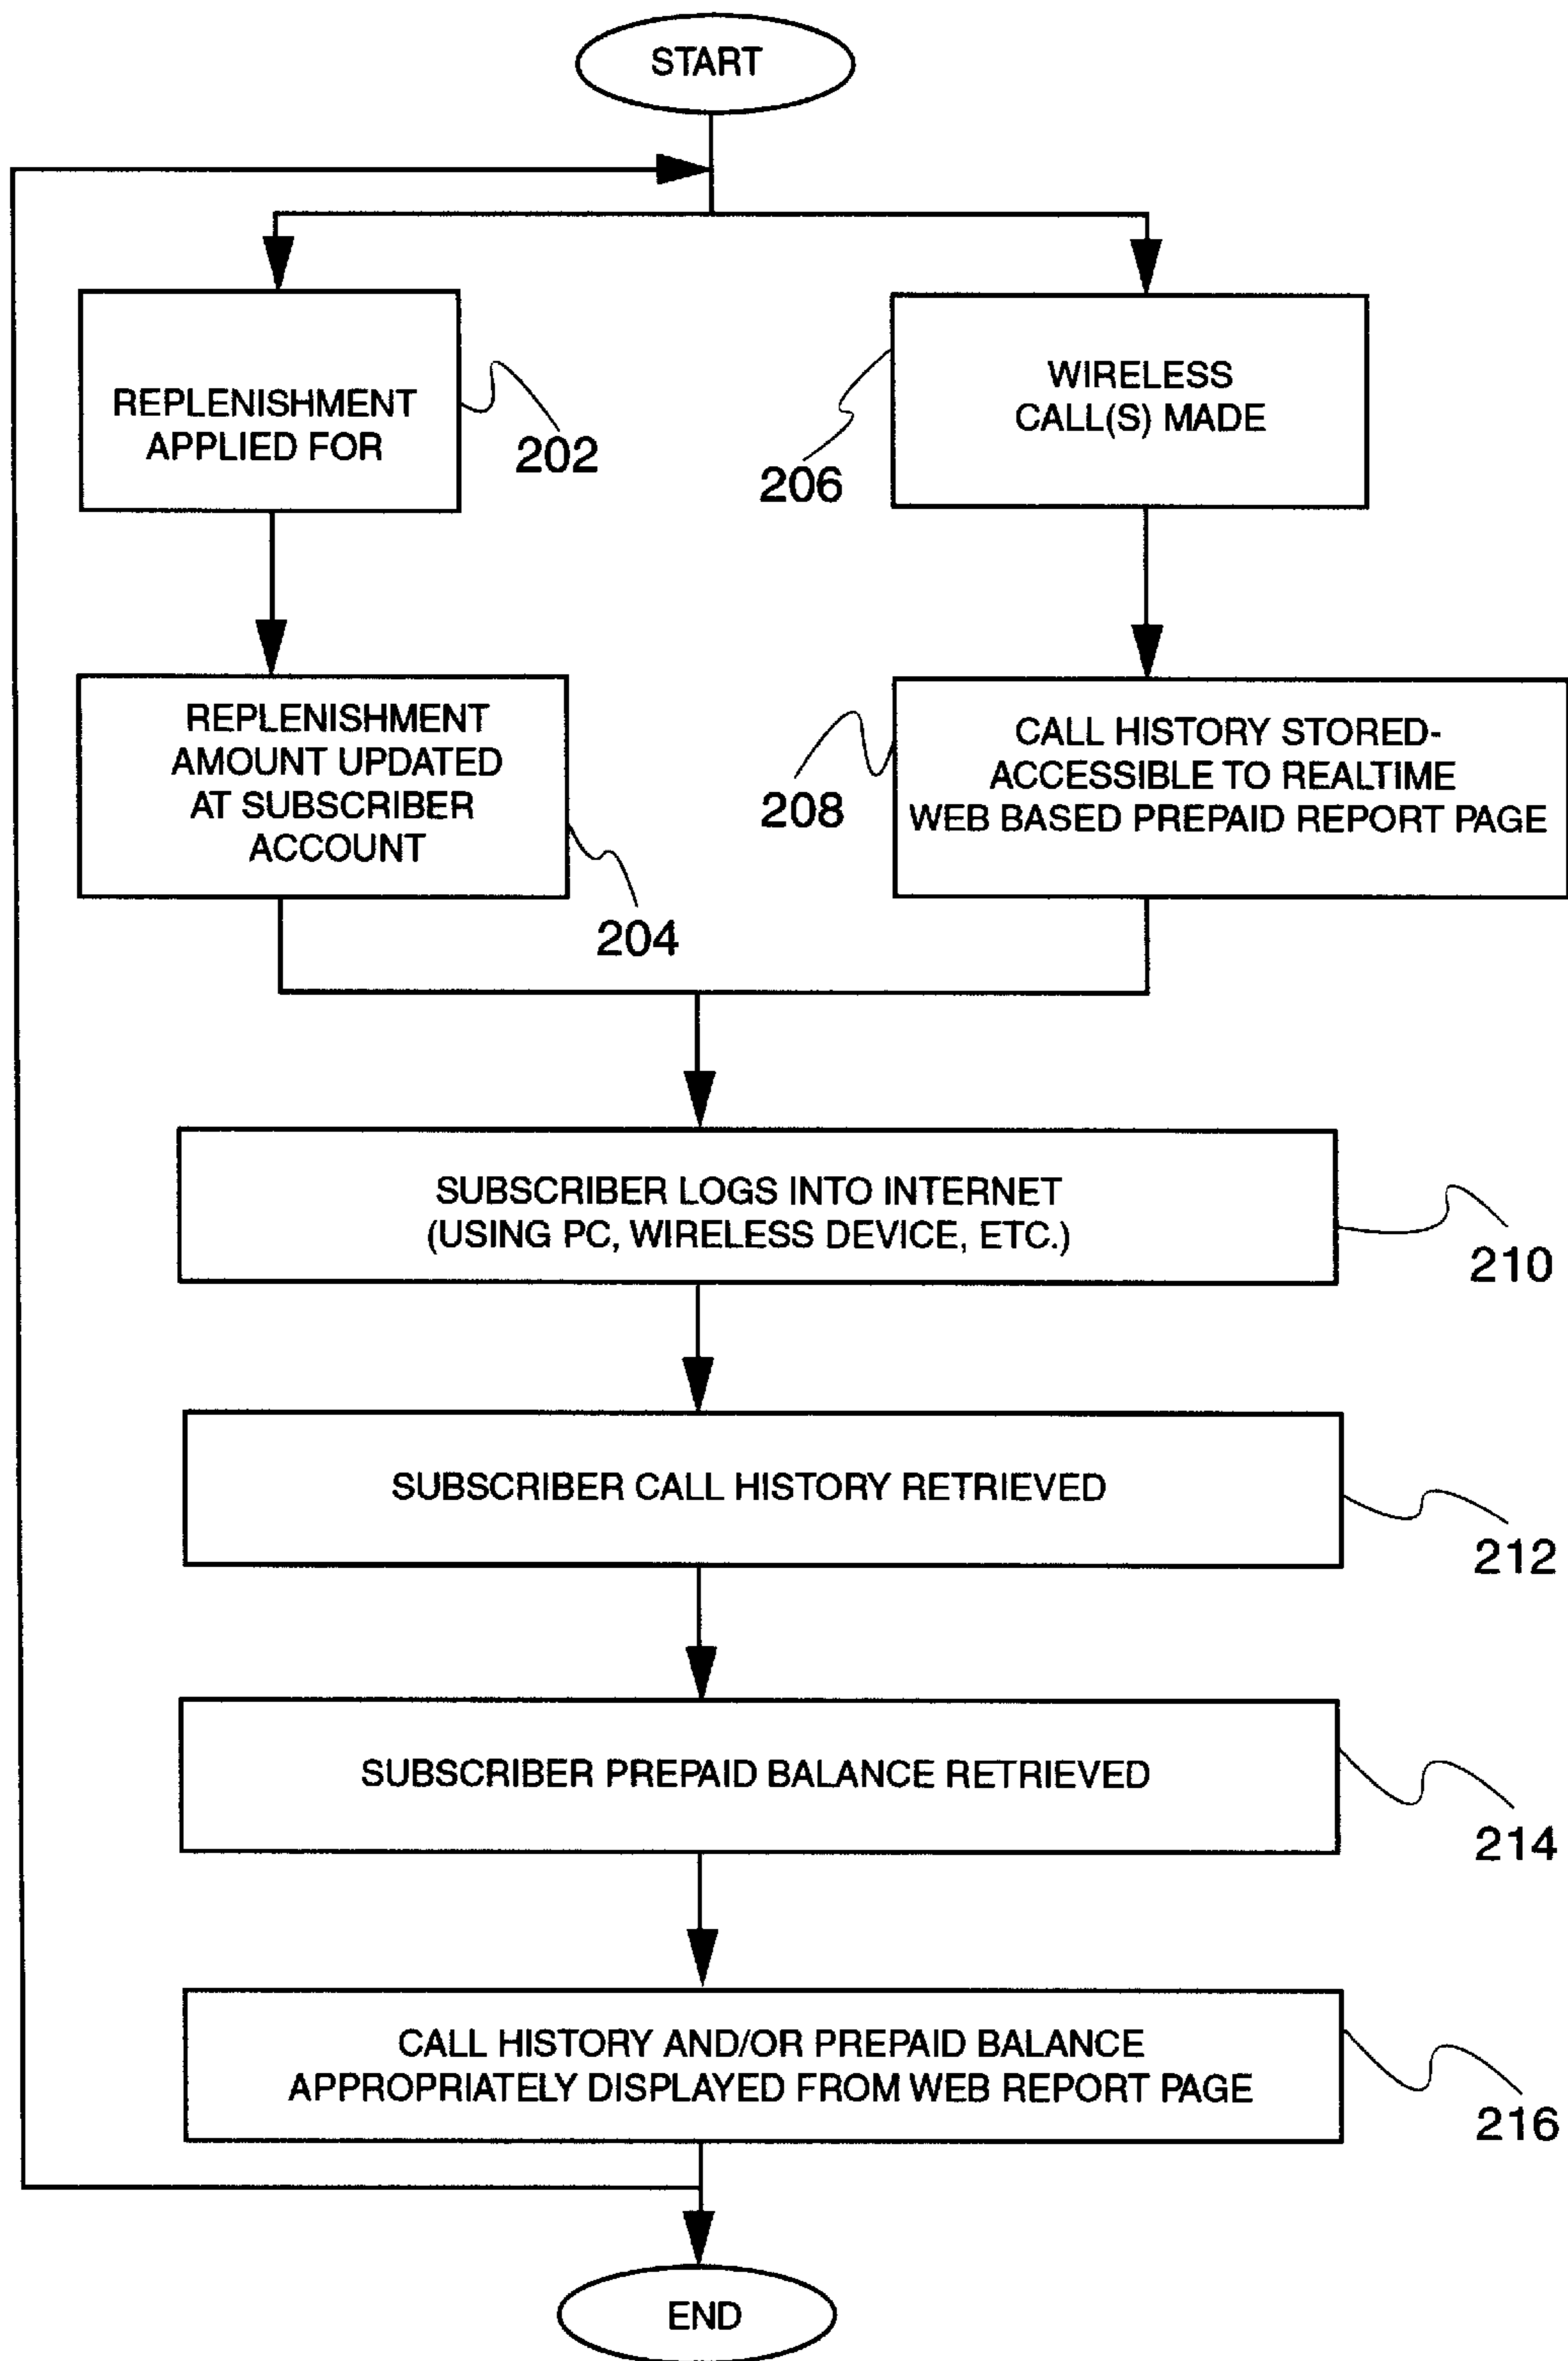 START
REPLENISHMENT
APPLIED FOR
202
WIRELESS
CALL(S) MADE
206
REPLENISHMENT
AMOUNT UPDATED
AT SUBSCRIBER
ACCOUNT
204
CALL HISTORY STORED-
ACCESSIBLE TO REALTIME
WEB BASED PREPAID REPORT PAGE
208
SUBSCRIBER LOGS INTO INTERNET
(USING PC, WIRELESS DEVICE, ETC.)
210
SUBSCRIBER CALL HISTORY RETRIEVED
212
SUBSCRIBER PREPAID BALANCE RETRIEVED
214
CALL HISTORY AND/OR PREPAID BALANCE
APPROPRIATELY DISPLAYED FROM WEB REPORT PAGE
216
END